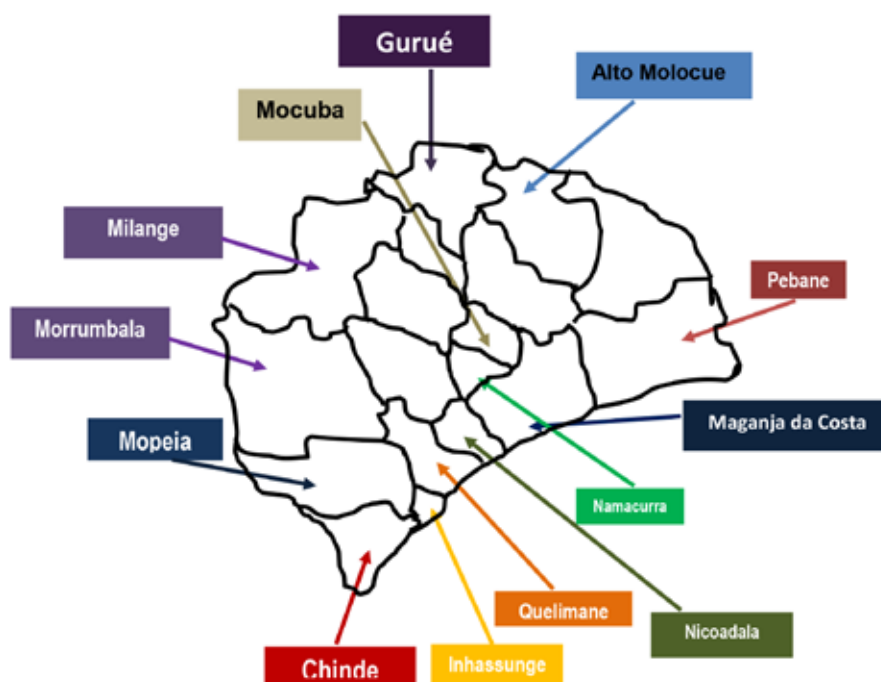 Gurué
Alto Molocue
Mocuba
Milange
Pebane
Morrumbala
Maganja da Costa
Mopeia
Namacurra
Quelimane
Nicoadala
Inhassunge
Chinde